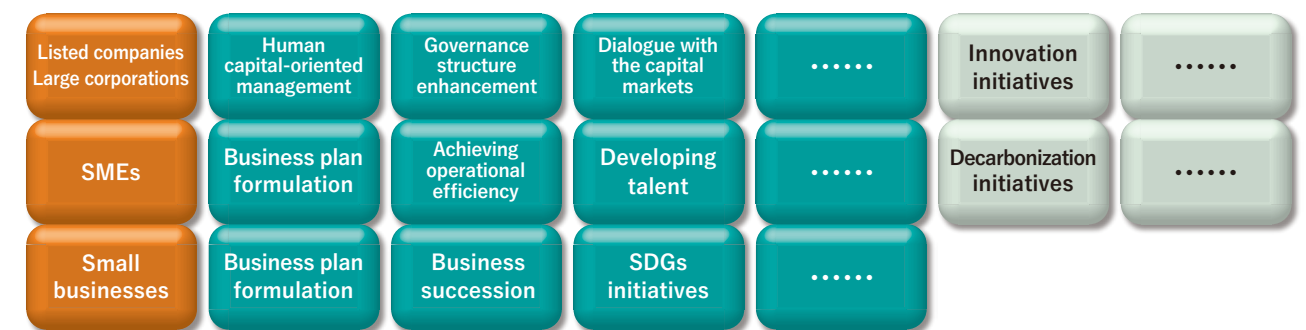 Listed companies
Large corporations
Human
capital-oriented
management
Governance
structure
enhancement
Dialogue with
the capital
markets
••••••
Innovation
initiatives
••••••
SMEs
Business plan
formulation
Achieving
operational
efficiency
Developing
talent
••••••
Decarbonization
initiatives
••••••
Small
businesses
Business plan
formulation
Business
succession
SDGs
initiatives
••••••